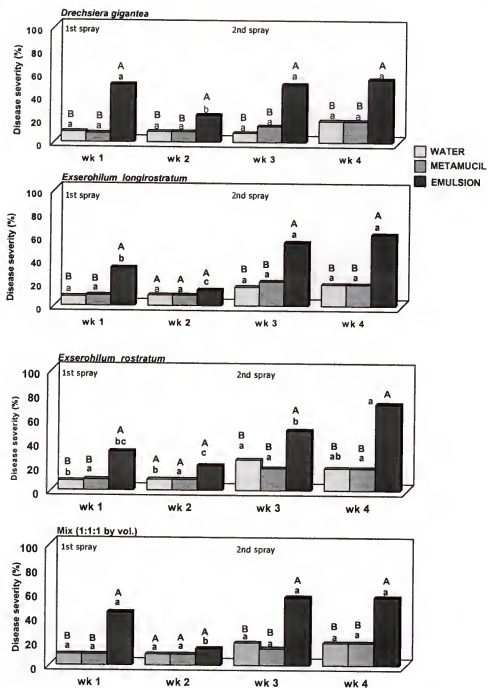 Drechslera gigantea
1st spray 2nd spray
Disease severity (%)
100
80
60
40
20
0
B B A
a a a
B B A
a a b
B B A
a a a
B B A
a a a
wk 1 wk 2 wk 3 wk 4
WATER
METAMUCIL
EMULSION
Exserohilum longirostratum
1st spray 2nd spray
Disease severity (%)
100
80
60
40
20
0
B B A
a a b
A A A
a a c
B B A
a a a
B B A
a a a
wk 1 wk 2 wk 3 wk 4
Exserohilum rostratum
1st spray 2nd spray
Disease severity (%)
100
80
60
40
20
0
B B A
b a bc
A A A
b a c
B B A
a a b
B B a A
ab a
wk 1 wk 2 wk 3 wk 4
Mix (1:1:1 by vol.)
1st spray 2nd spray
Disease severity (%)
100
80
60
40
20
0
B B A
a a a
A A A
a a b
B B A
a a a
B B A
a a a
wk 1 wk 2 wk 3 wk 4